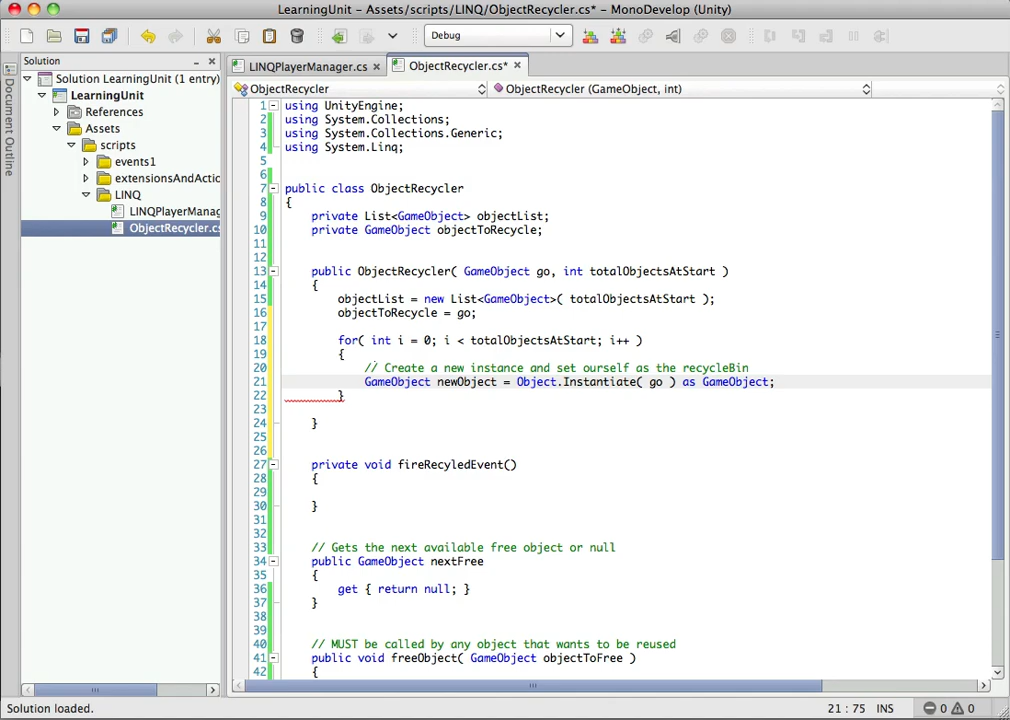 LearningUnit - Assets/scripts/LINQ/ObjectRecycler.cs* - MonoDevelop (Unity)
Debug
Solution
LINQPlayerManager.cs
ObjectRecycler.cs*
Document Outline
Solution LearningUnit (1 entry)
LearningUnit
References
Assets
scripts
events1
extensionsAndActic
LINQ
LINQPlayerManag
ObjectRecycler.cs
ObjectRecycler
ObjectRecycler (GameObject, int)
1 using UnityEngine;
2 using System.Collections;
3 using System.Collections.Generic;
4 using System.Linq;
5
6
7 public class ObjectRecycler
8 {
9 private List<GameObject> objectList;
10 private GameObject objectToRecycle;
11
12
13 public ObjectRecycler( GameObject go, int totalObjectsAtStart )
14 {
15 objectList = new List<GameObject>( totalObjectsAtStart );
16 objectToRecycle = go;
17
18 for( int i = 0; i < totalObjectsAtStart; i++ )
19 {
20 // Create a new instance and set ourself as the recycleBin
21 GameObject newObject = Object.Instantiate( go ) as GameObject;
22 }
23
24 }
25
26
27 private void fireRecyledEvent()
28 {
29
30 }
31
32
33 // Gets the next available free object or null
34 public GameObject nextFree
35 {
36 get { return null; }
37 }
38
39
40 // MUST be called by any object that wants to be reused
41 public void freeObject( GameObject objectToFree )
42 {
Solution loaded.
21 : 75 INS
0 0